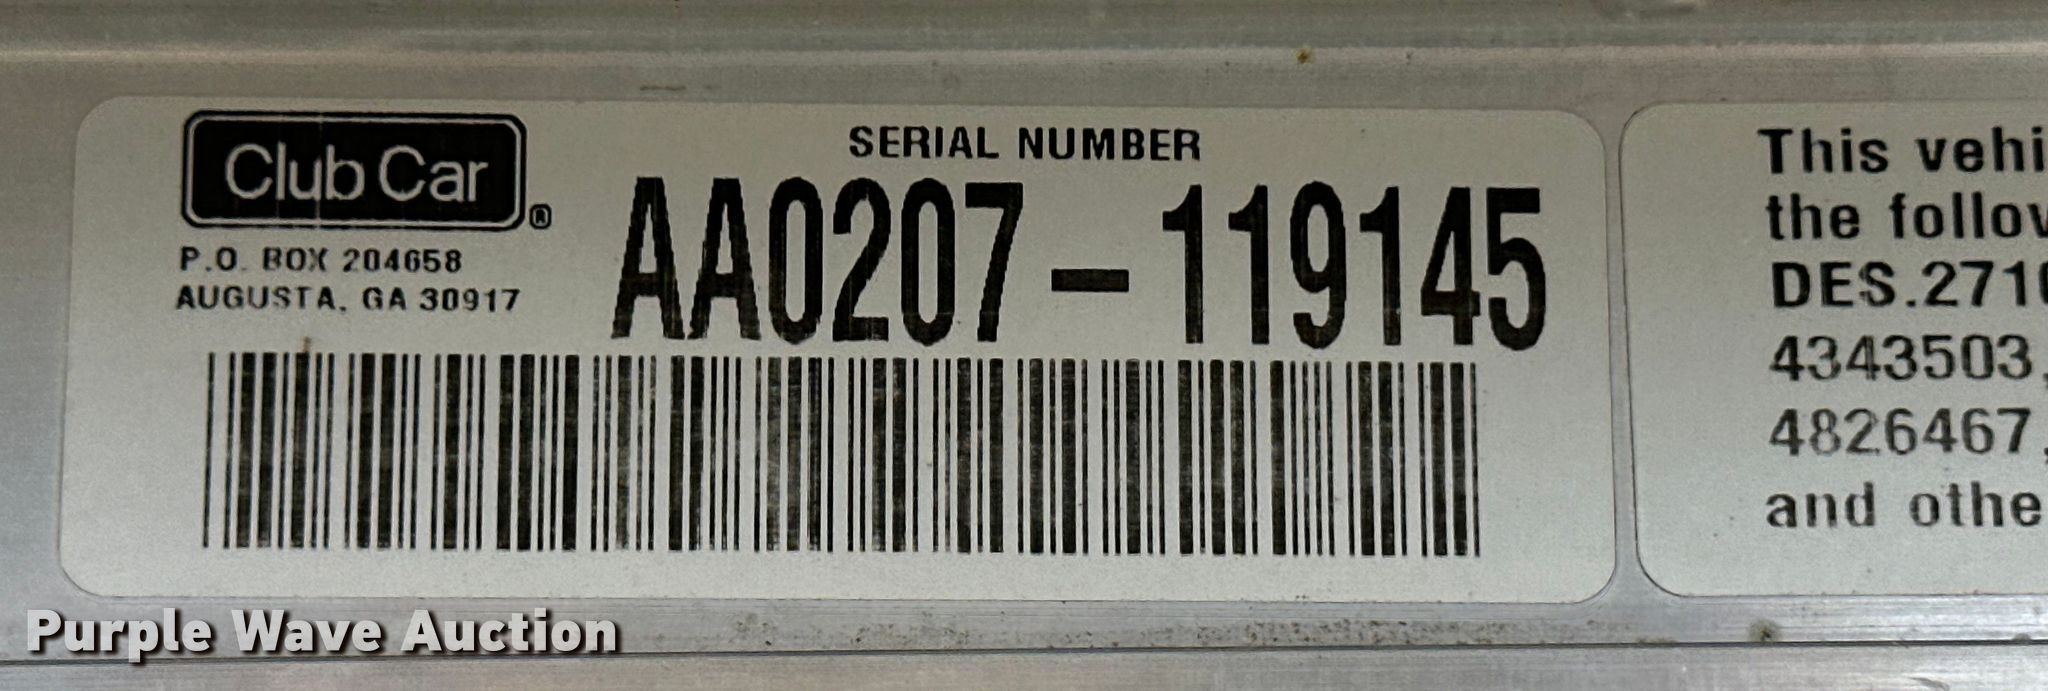 Club Car
®
P.O. BOX 204658
AUGUSTA, GA 30917
SERIAL NUMBER
AA0207-119145
This vehi
the follow
DES.271
4343503,
4826467,
and othe
Purple Wave Auction